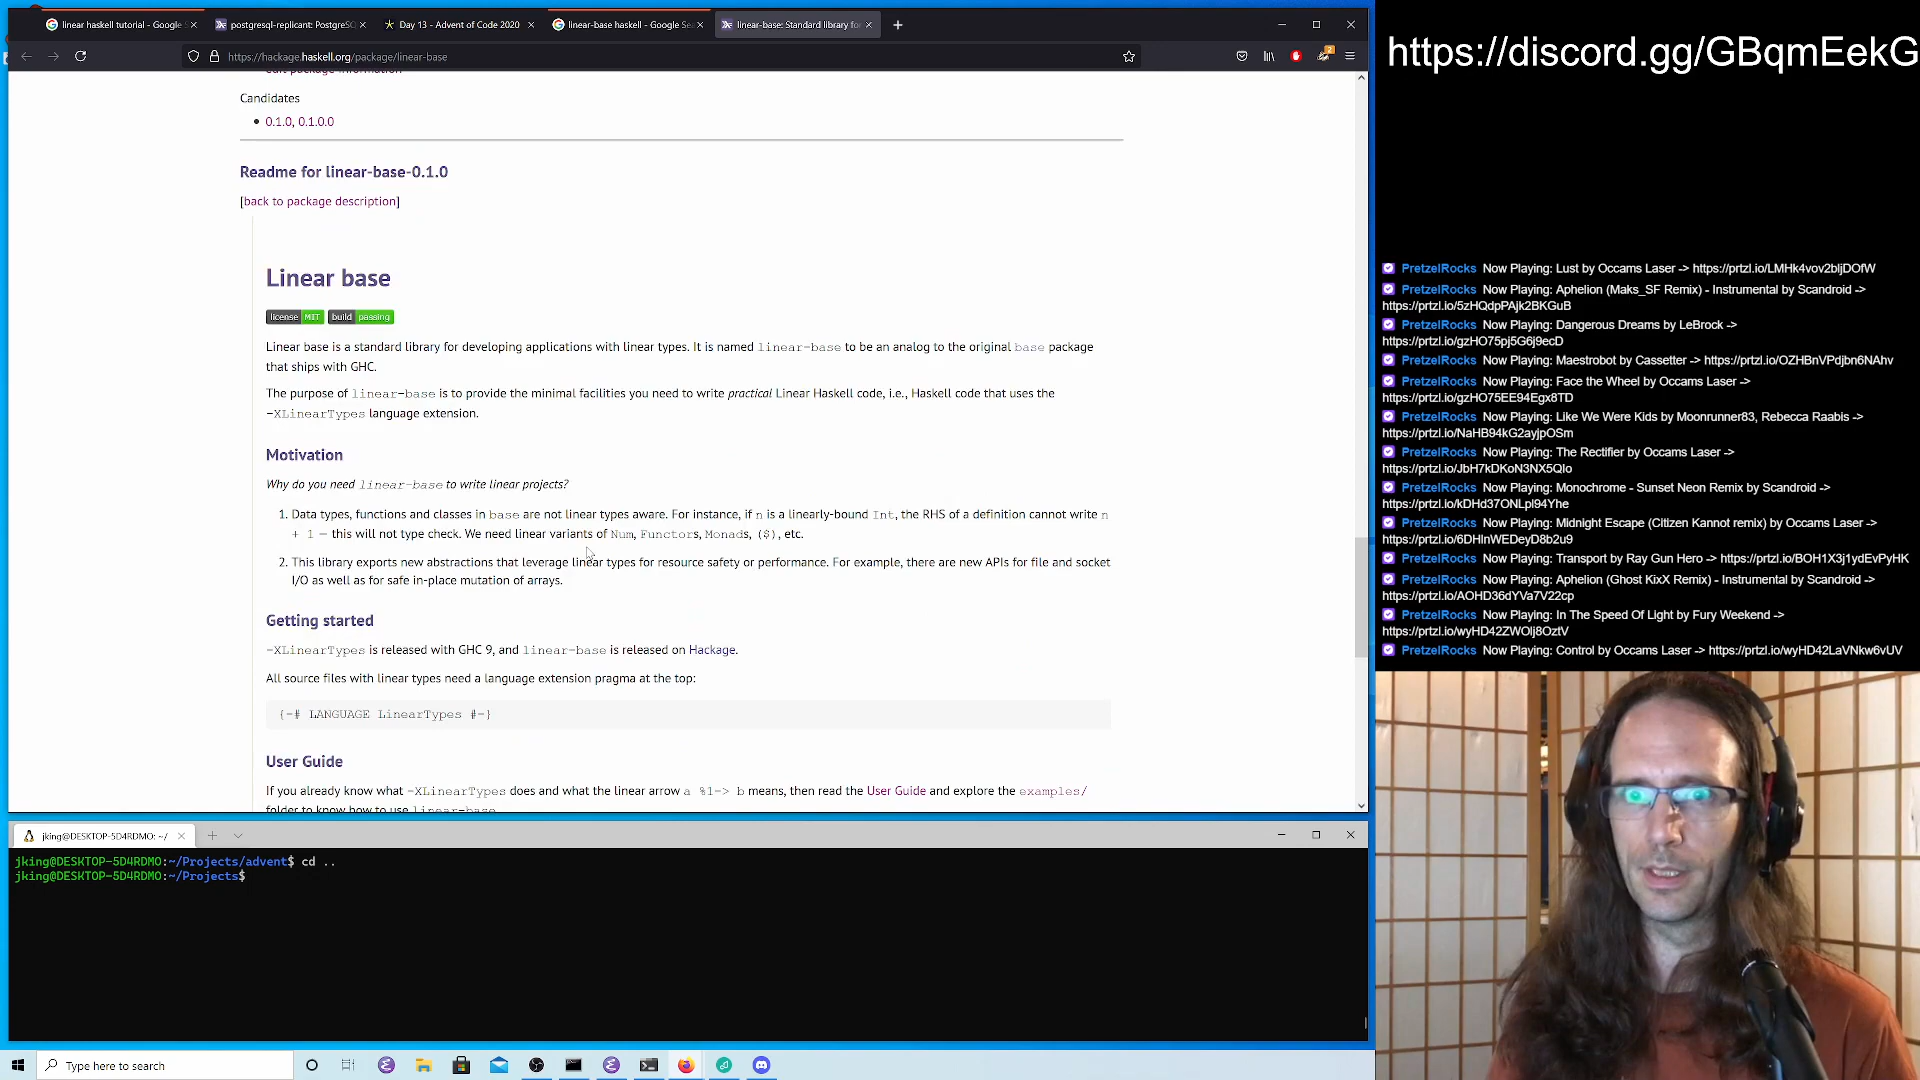 linear haskell tutorial - Google S
postgresql-replicant: PostgreSQ
Day 13 - Advent of Code 2020
linear-base haskell - Google Sea
linear-base: Standard library fo
https://hackage.haskell.org/package/linear-base
2
edit package information
Candidates
0.1.0, 0.1.0.0
Readme for linear-base-0.1.0
[back to package description]
Linear base
license MIT build passing
Linear base is a standard library for developing applications with linear types. It is named linear-base to be an analog to the original base package
that ships with GHC.
The purpose of linear-base is to provide the minimal facilities you need to write practical Linear Haskell code, i.e., Haskell code that uses the
-XLinearTypes language extension.
Motivation
Why do you need linear-base to write linear projects?
1. Data types, functions and classes in base are not linear types aware. For instance, if n is a linearly-bound Int, the RHS of a definition cannot write n
+ 1 – this will not type check. We need linear variants of Num, Functors, Monads, ($), etc.
2. This library exports new abstractions that leverage linear types for resource safety or performance. For example, there are new APIs for file and socket
I/O as well as for safe in-place mutation of arrays.
Getting started
-XLinearTypes is released with GHC 9, and linear-base is released on Hackage.
All source files with linear types need a language extension pragma at the top:
{-# LANGUAGE LinearTypes #-}
User Guide
If you already know what -XLinearTypes does and what the linear arrow a %1-> b means, then read the User Guide and explore the examples/
folder to know how to use linear-base.
jking@DESKTOP-5D4RDMO: ~/
jking@DESKTOP-5D4RDMO:~/Projects/advent$ cd ..
jking@DESKTOP-5D4RDMO:~/Projects$
Type here to search
https://discord.gg/GBqmEekG
PretzelRocks Now Playing: Lust by Occams Laser -> https://prtzl.io/LMHk4vov2bljDOfW
PretzelRocks Now Playing: Aphelion (Maks_SF Remix) - Instrumental by Scandroid ->
https://prtzl.io/5zHQdpPAjk2BKGuB
PretzelRocks Now Playing: Dangerous Dreams by LeBrock ->
https://prtzl.io/gzHO75pj5G6j9ecD
PretzelRocks Now Playing: Maestrobot by Cassetter -> https://prtzl.io/OZHBnVPdjbn6NAhv
PretzelRocks Now Playing: Face the Wheel by Occams Laser ->
https://prtzl.io/gzHO75EE94Egx8TD
PretzelRocks Now Playing: Like We Were Kids by Moonrunner83, Rebecca Raabis ->
https://prtzl.io/NaHB94kG2ayjpOSm
PretzelRocks Now Playing: The Rectifier by Occams Laser ->
https://prtzl.io/JbH7kDKoN3NX5QIo
PretzelRocks Now Playing: Monochrome - Sunset Neon Remix by Scandroid ->
https://prtzl.io/kDHd37ONLpl94Yhe
PretzelRocks Now Playing: Midnight Escape (Citizen Kannot remix) by Occams Laser ->
https://prtzl.io/6DHlnWEDeyD8b2u9
PretzelRocks Now Playing: Transport by Ray Gun Hero -> https://prtzl.io/BOH1X3j1ydEvPyHK
PretzelRocks Now Playing: Aphelion (Ghost KixX Remix) - Instrumental by Scandroid ->
https://prtzl.io/AOHD36dYVa7V22cp
PretzelRocks Now Playing: In The Speed Of Light by Fury Weekend ->
https://prtzl.io/wyHD42ZWOlj8OztV
PretzelRocks Now Playing: Control by Occams Laser -> https://prtzl.io/wyHD42LaVNkw6vUV